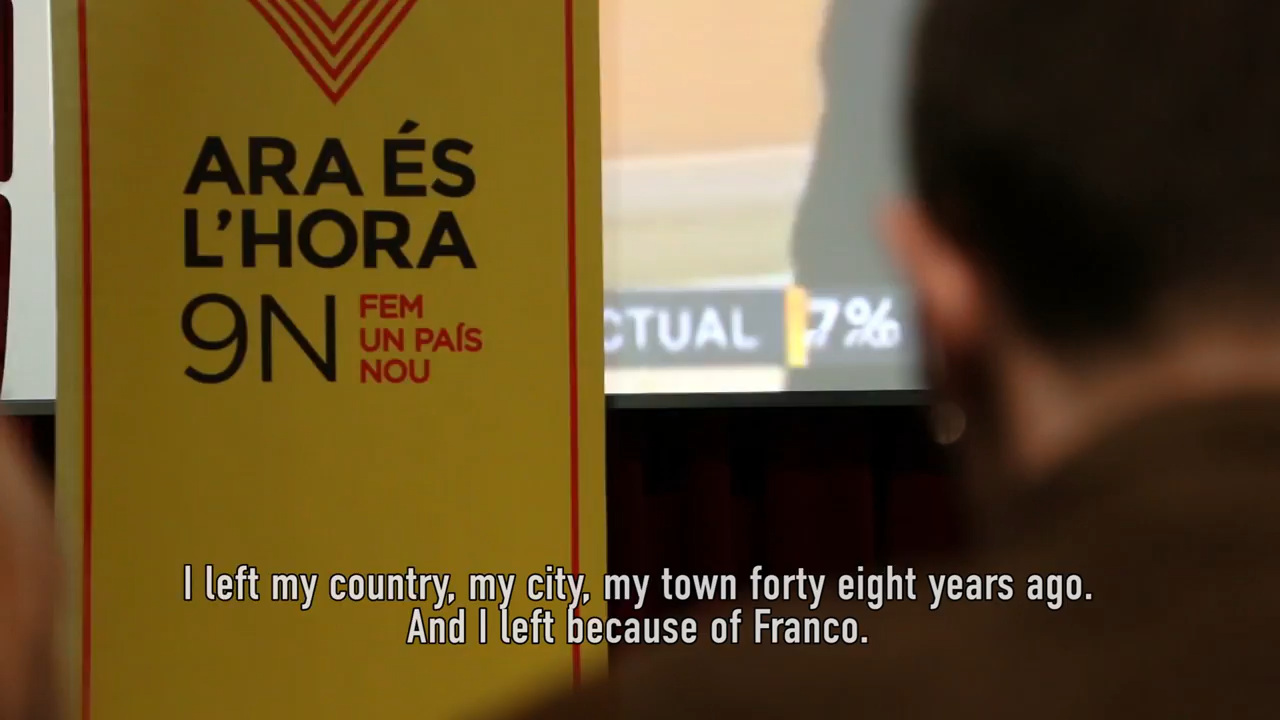 ARA ÉS
L'HORA
9N
FEM
UN PAÍS
NOU
CTUAL 7%
I left my country, my city, my town forty eight years ago.
And I left because of Franco.